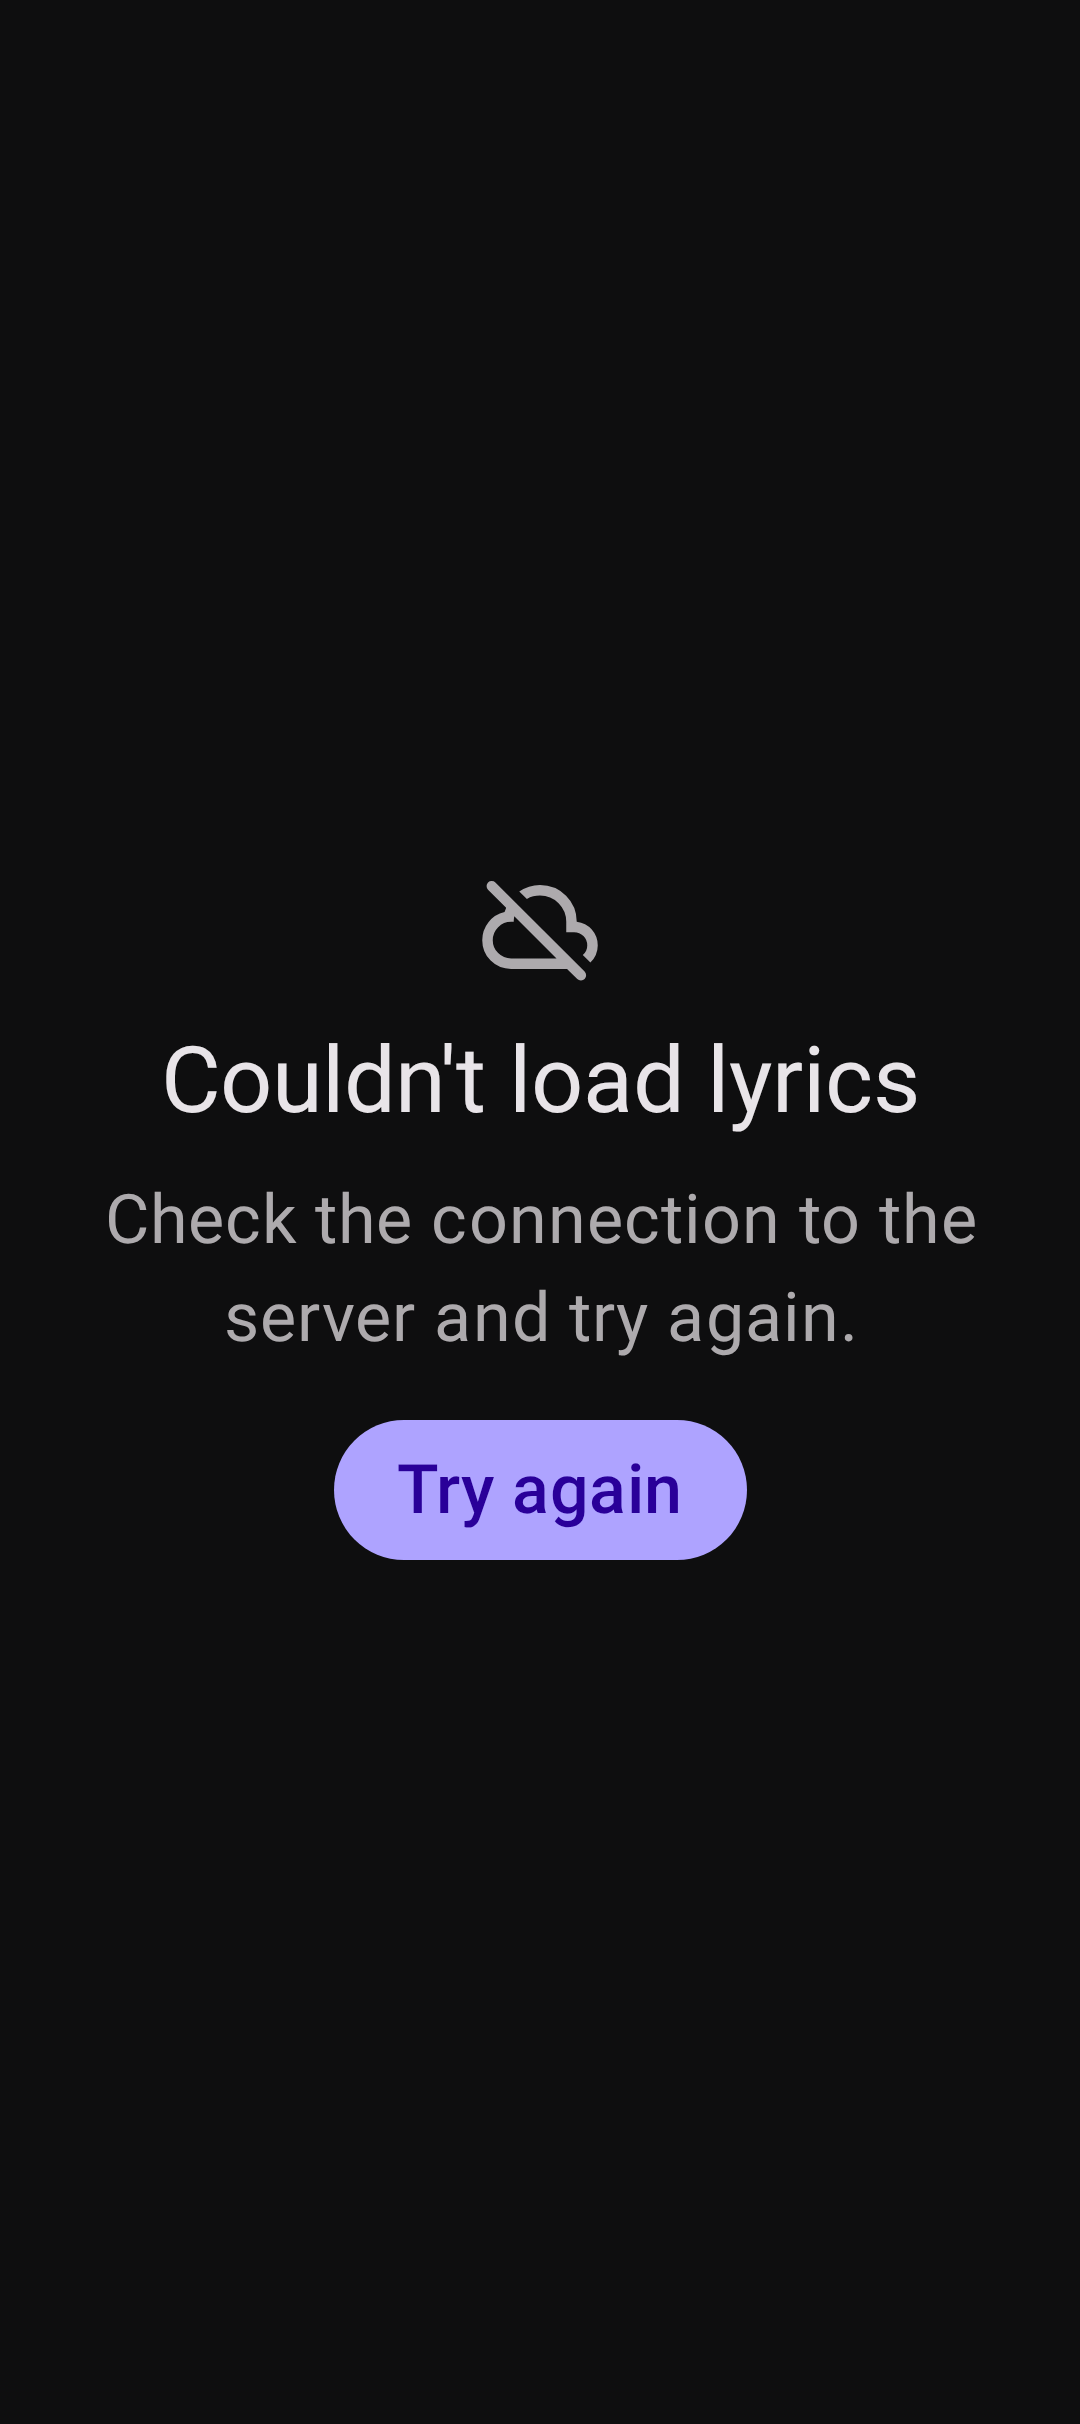 Couldn't load lyrics
Check the connection to the
server and try again.
Try again